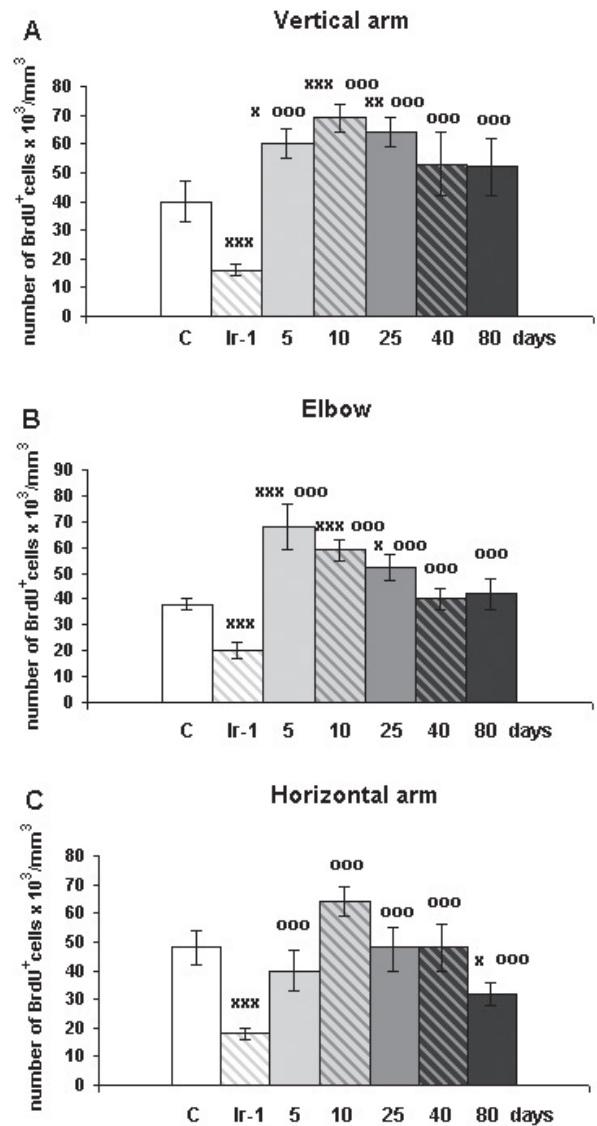 A
Vertical arm
number of BrdU⁺cells x 10³/mm³
80
70
60
50
40
30
20
10
0
xxx
x ooo
xxx ooo
xx ooo
ooo
ooo
C Ir-1 5 10 25 40 80 days
B
Elbow
number of BrdU⁺cells x 10³/mm³
90
80
70
60
50
40
30
20
10
0
xxx
xxx ooo
xxx ooo
x ooo
ooo
ooo
C Ir-1 5 10 25 40 80 days
C
Horizontal arm
number of BrdU⁺cells x 10³/mm³
80
70
60
50
40
30
20
10
0
xxx
ooo
ooo
ooo
ooo
x ooo
C Ir-1 5 10 25 40 80 days